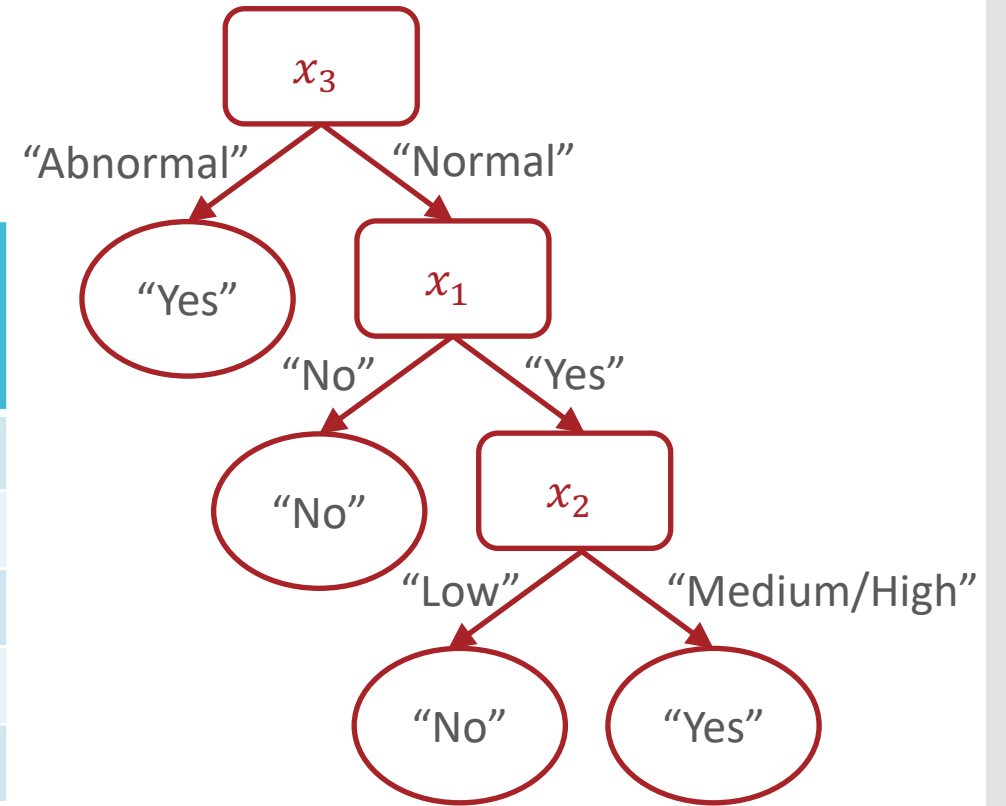 x₃
“Abnormal” “Normal”
“Yes” x₁
“No” “Yes”
“No” x₂
“Low” “Medium/High”
“No” “Yes”